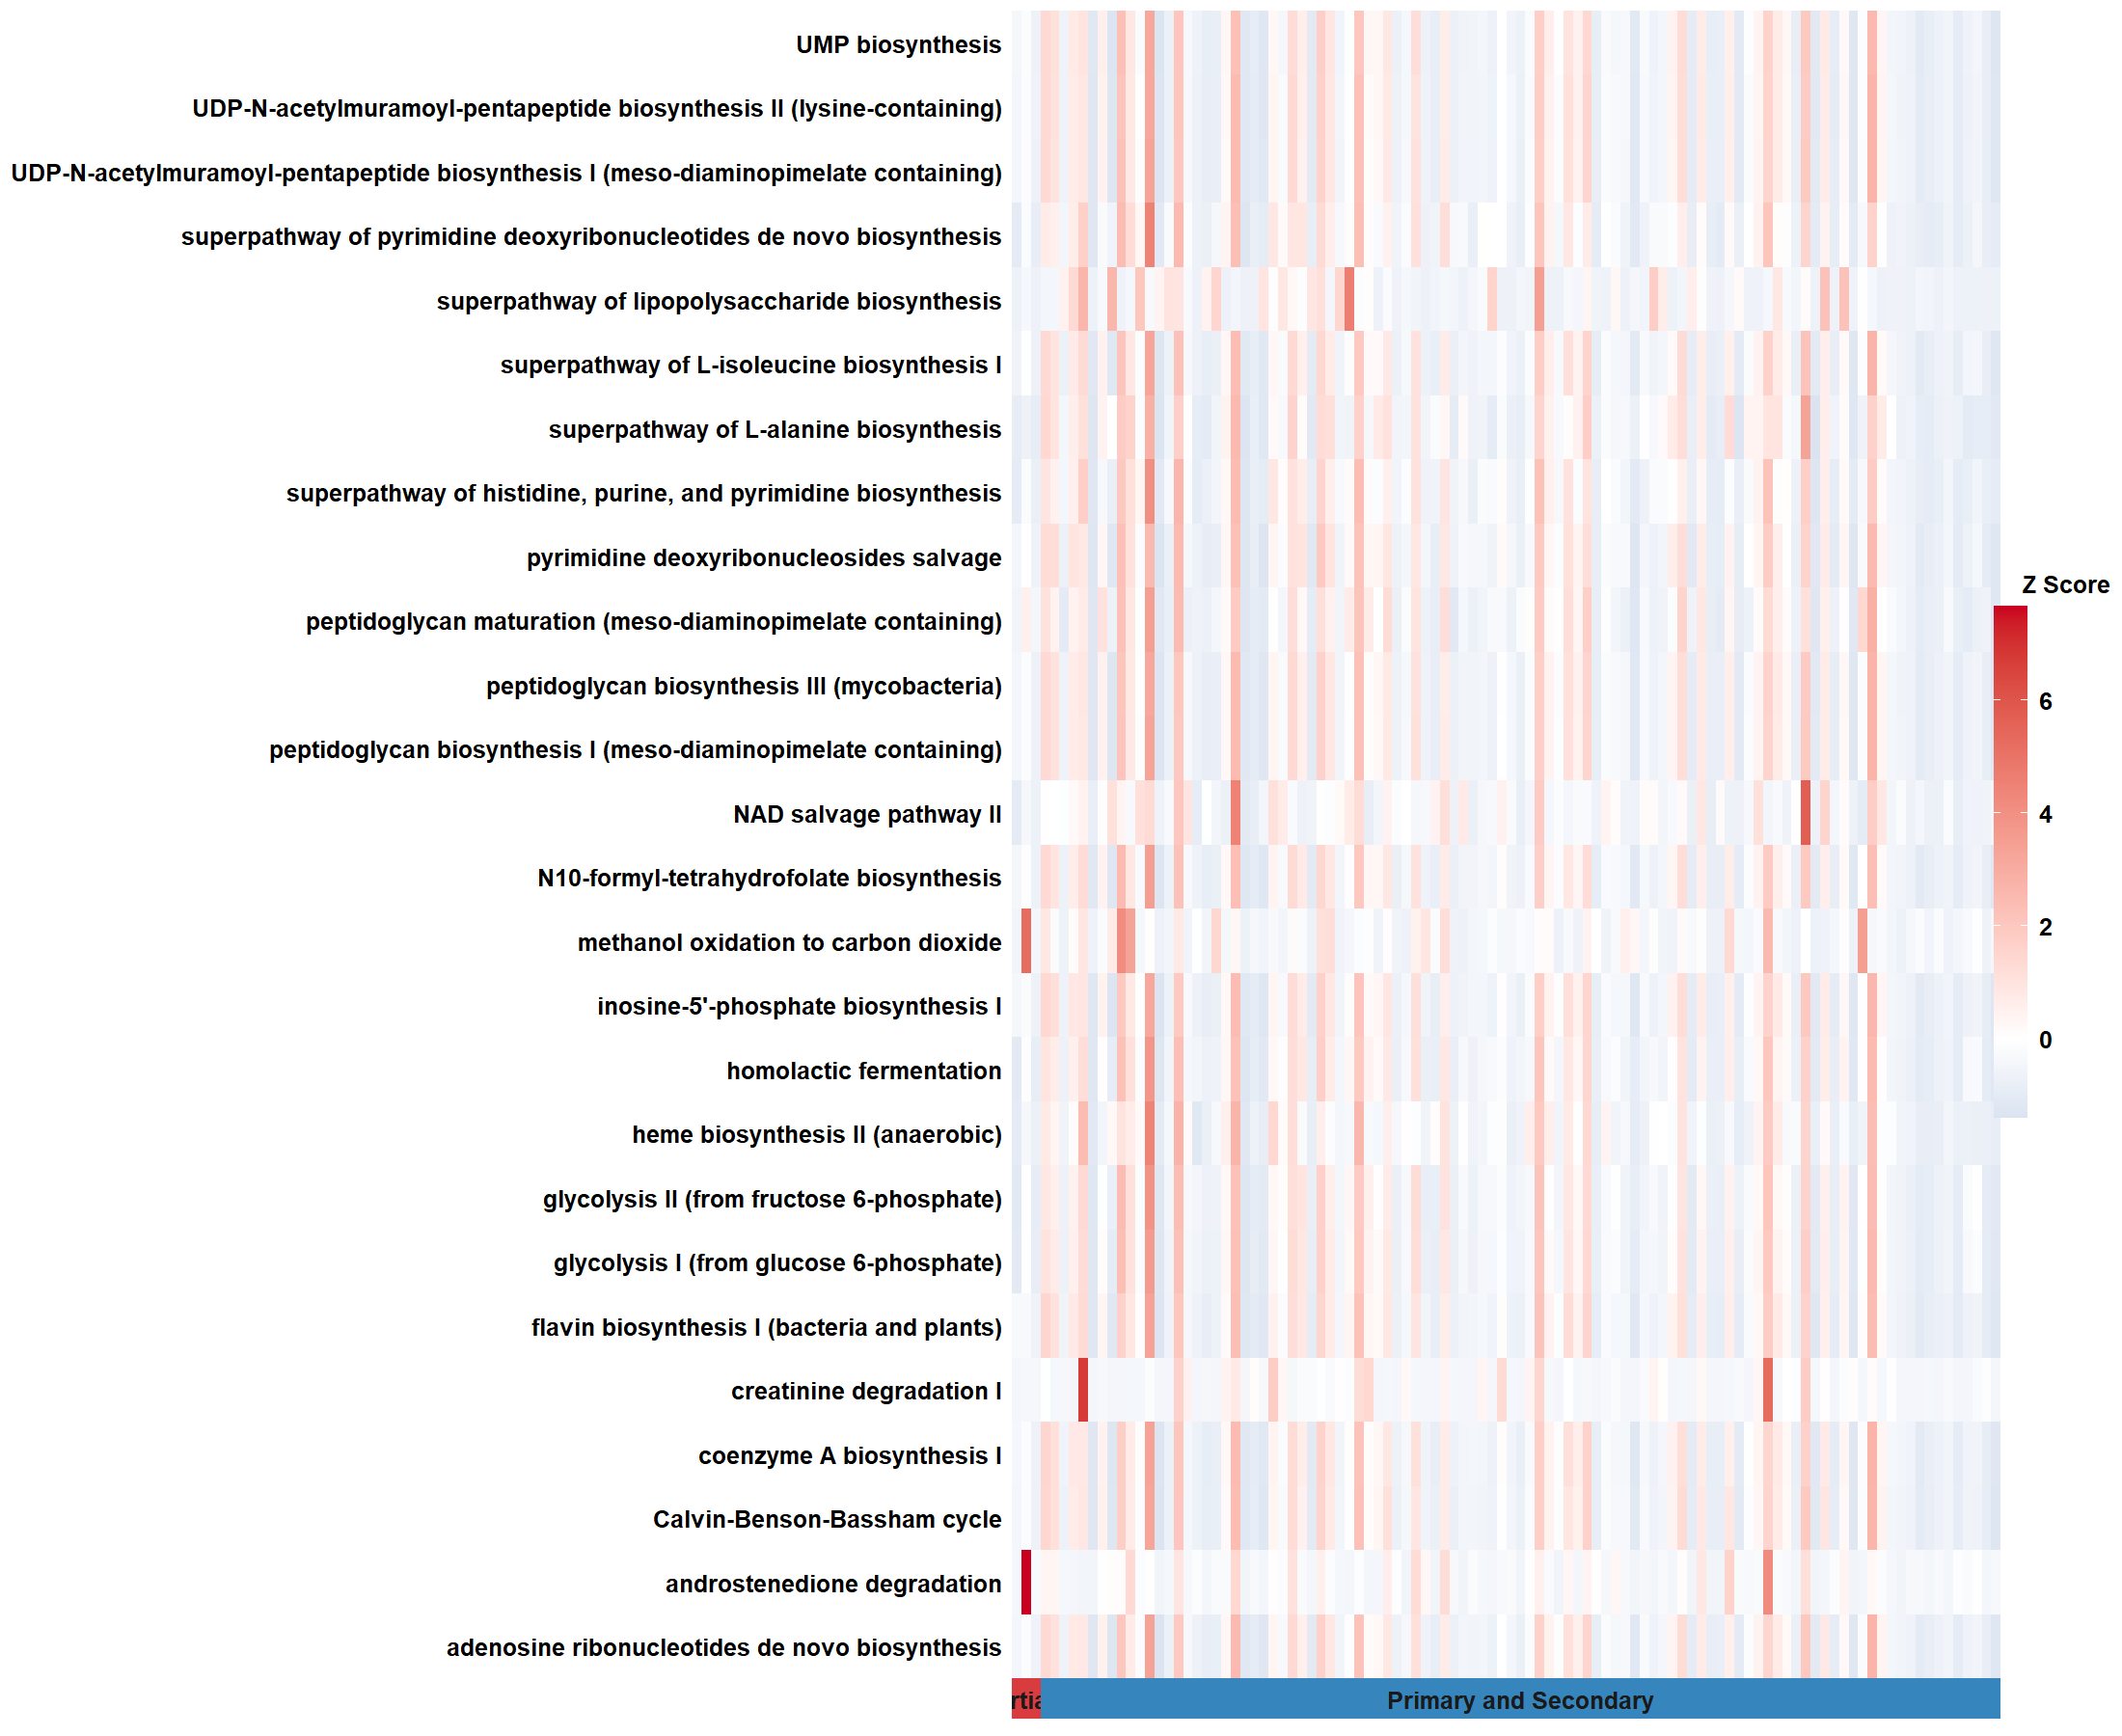 UMP biosynthesis
UDP-N-acetylmuramoyl-pentapeptide biosynthesis II (lysine-containing)
UDP-N-acetylmuramoyl-pentapeptide biosynthesis I (meso-diaminopimelate containing)
superpathway of pyrimidine deoxyribonucleotides de novo biosynthesis
superpathway of lipopolysaccharide biosynthesis
superpathway of L-isoleucine biosynthesis I
superpathway of L-alanine biosynthesis
superpathway of histidine, purine, and pyrimidine biosynthesis
pyrimidine deoxyribonucleosides salvage
Z Score
peptidoglycan maturation (meso-diaminopimelate containing)
peptidoglycan biosynthesis III (mycobacteria)
6
peptidoglycan biosynthesis I (meso-diaminopimelate containing)
NAD salvage pathway II
4
N10-formyl-tetrahydrofolate biosynthesis
2
methanol oxidation to carbon dioxide
inosine-5'-phosphate biosynthesis I
0
homolactic fermentation
heme biosynthesis II (anaerobic)
glycolysis II (from fructose 6-phosphate)
glycolysis I (from glucose 6-phosphate)
flavin biosynthesis I (bacteria and plants)
creatinine degradation I
coenzyme A biosynthesis I
Calvin-Benson-Bassham cycle
androstenedione degradation
adenosine ribonucleotides de novo biosynthesis
Primary and Secondary